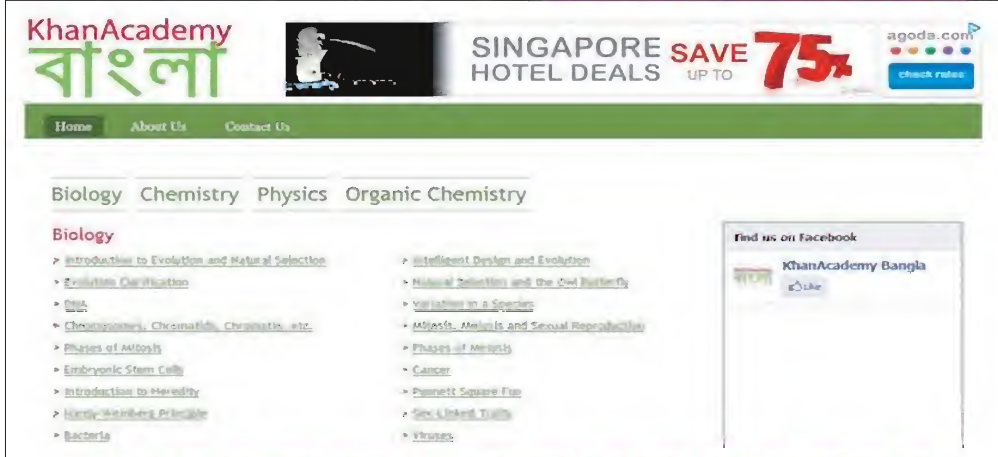 KhanAcademy
বাংলা
SINGAPORE
HOTEL DEALS
SAVE
UP TO
75%
agoda.com
check rates
Home About Us Contact Us
Biology Chemistry Physics Organic Chemistry
Biology
Introduction to Evolution and Natural Selection
Evolution Clarification
DNA
Chromosomes, Chromatids, Chromatin, etc.
Phases of Mitosis
Embryonic Stem Cells
Introduction to Heredity
Hardy-Weinberg Principle
Bacteria
Intelligent Design and Evolution
Natural Selection and the Owl Butterfly
Variation in a Species
Mitosis, Meiosis and Sexual Reproduction
Phases of Meiosis
Cancer
Punnett Square Fun
Sex-Linked Traits
Viruses
Find us on Facebook
বাংলা
KhanAcademy Bangla
Like